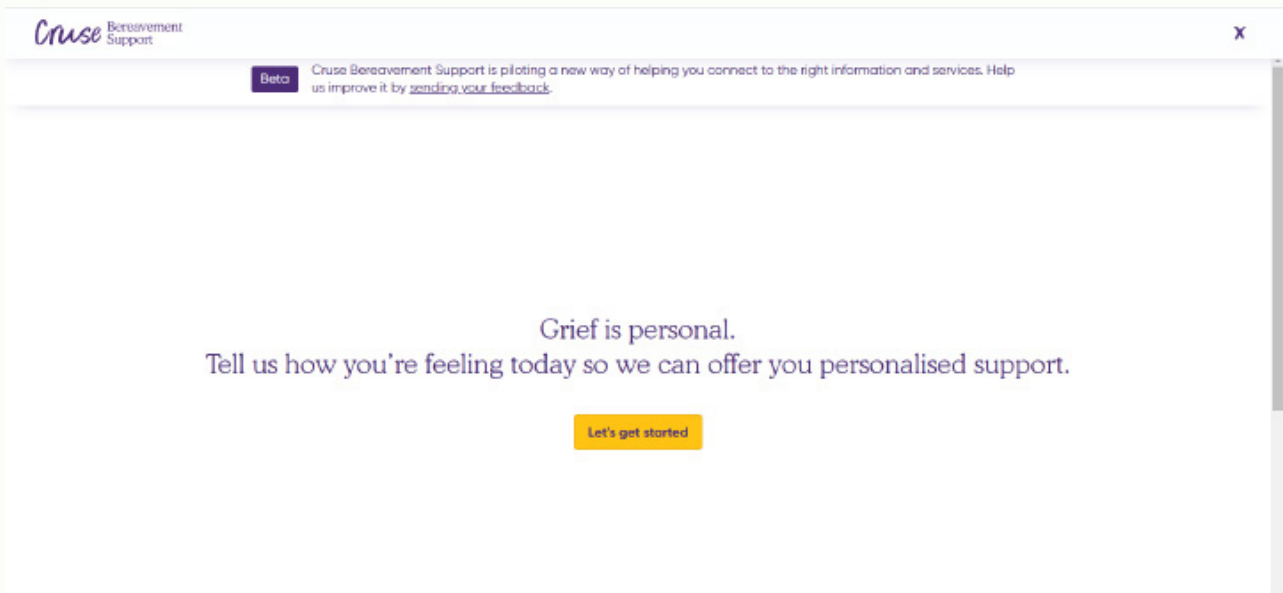 Cruse Bereavement
Support
X
Beta
Cruse Bereavement Support is piloting a new way of helping you connect to the right information and services. Help
us improve it by sending your feedback.
Grief is personal.
Tell us how you're feeling today so we can offer you personalised support.
Let's get started